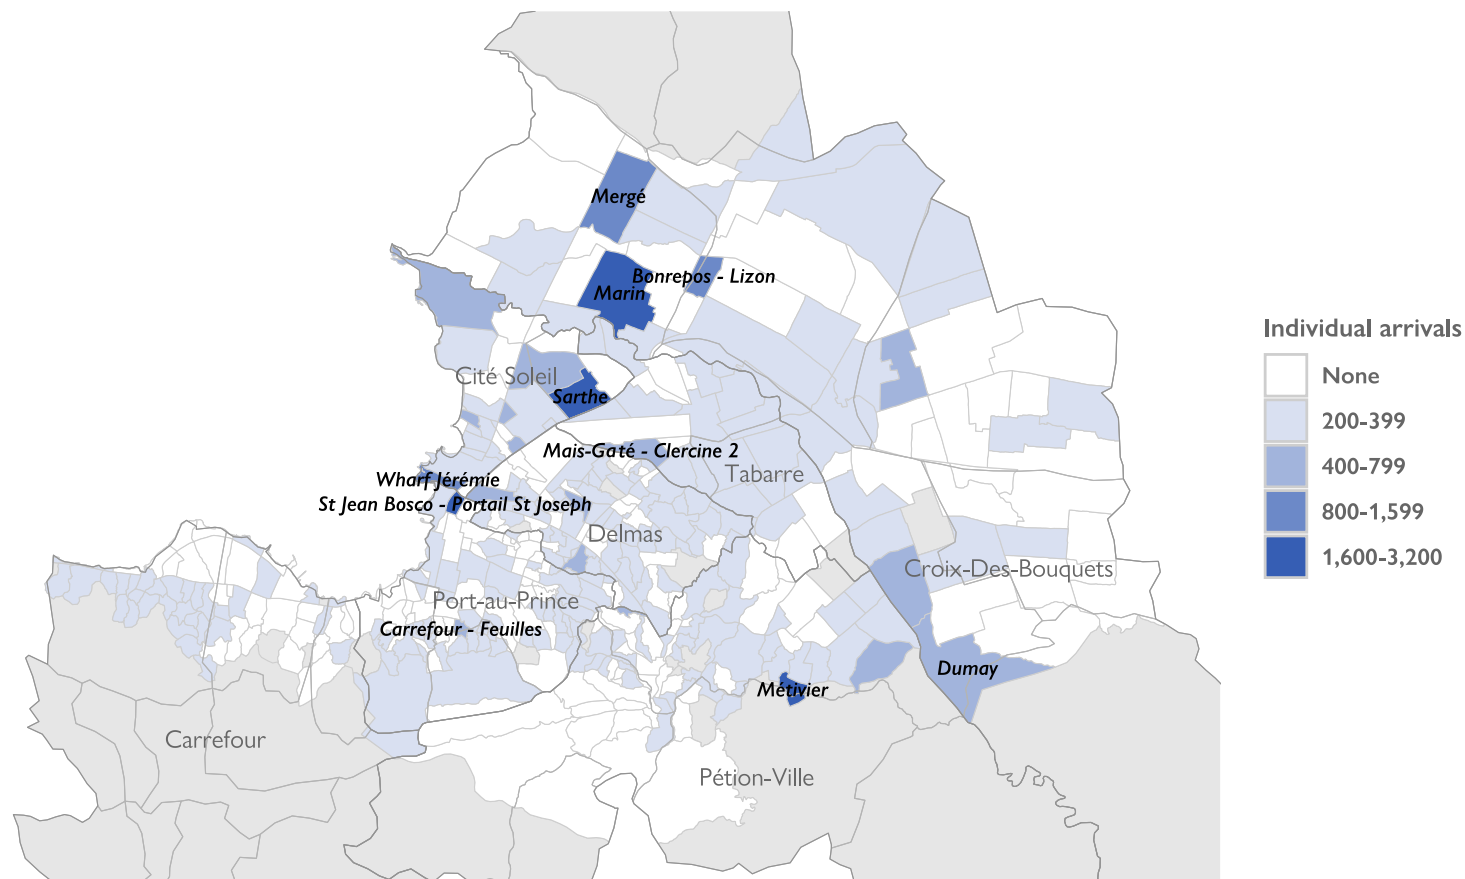 Mergé
Bonrepos - Lizon
Marin
Individual arrivals
None
200-399
400-799
800-1,599
1,600-3,200
Cité Soleil
Sarthe
Mais-Gaté - Clercine 2
Tabarre
Wharf Jérémie
St Jean Bosco - Portail St Joseph
Delmas
Croix-Des-Bouquets
Port-au-Prince
Carrefour - Feuilles
Dumay
Métivier
Carrefour
Pétion-Ville